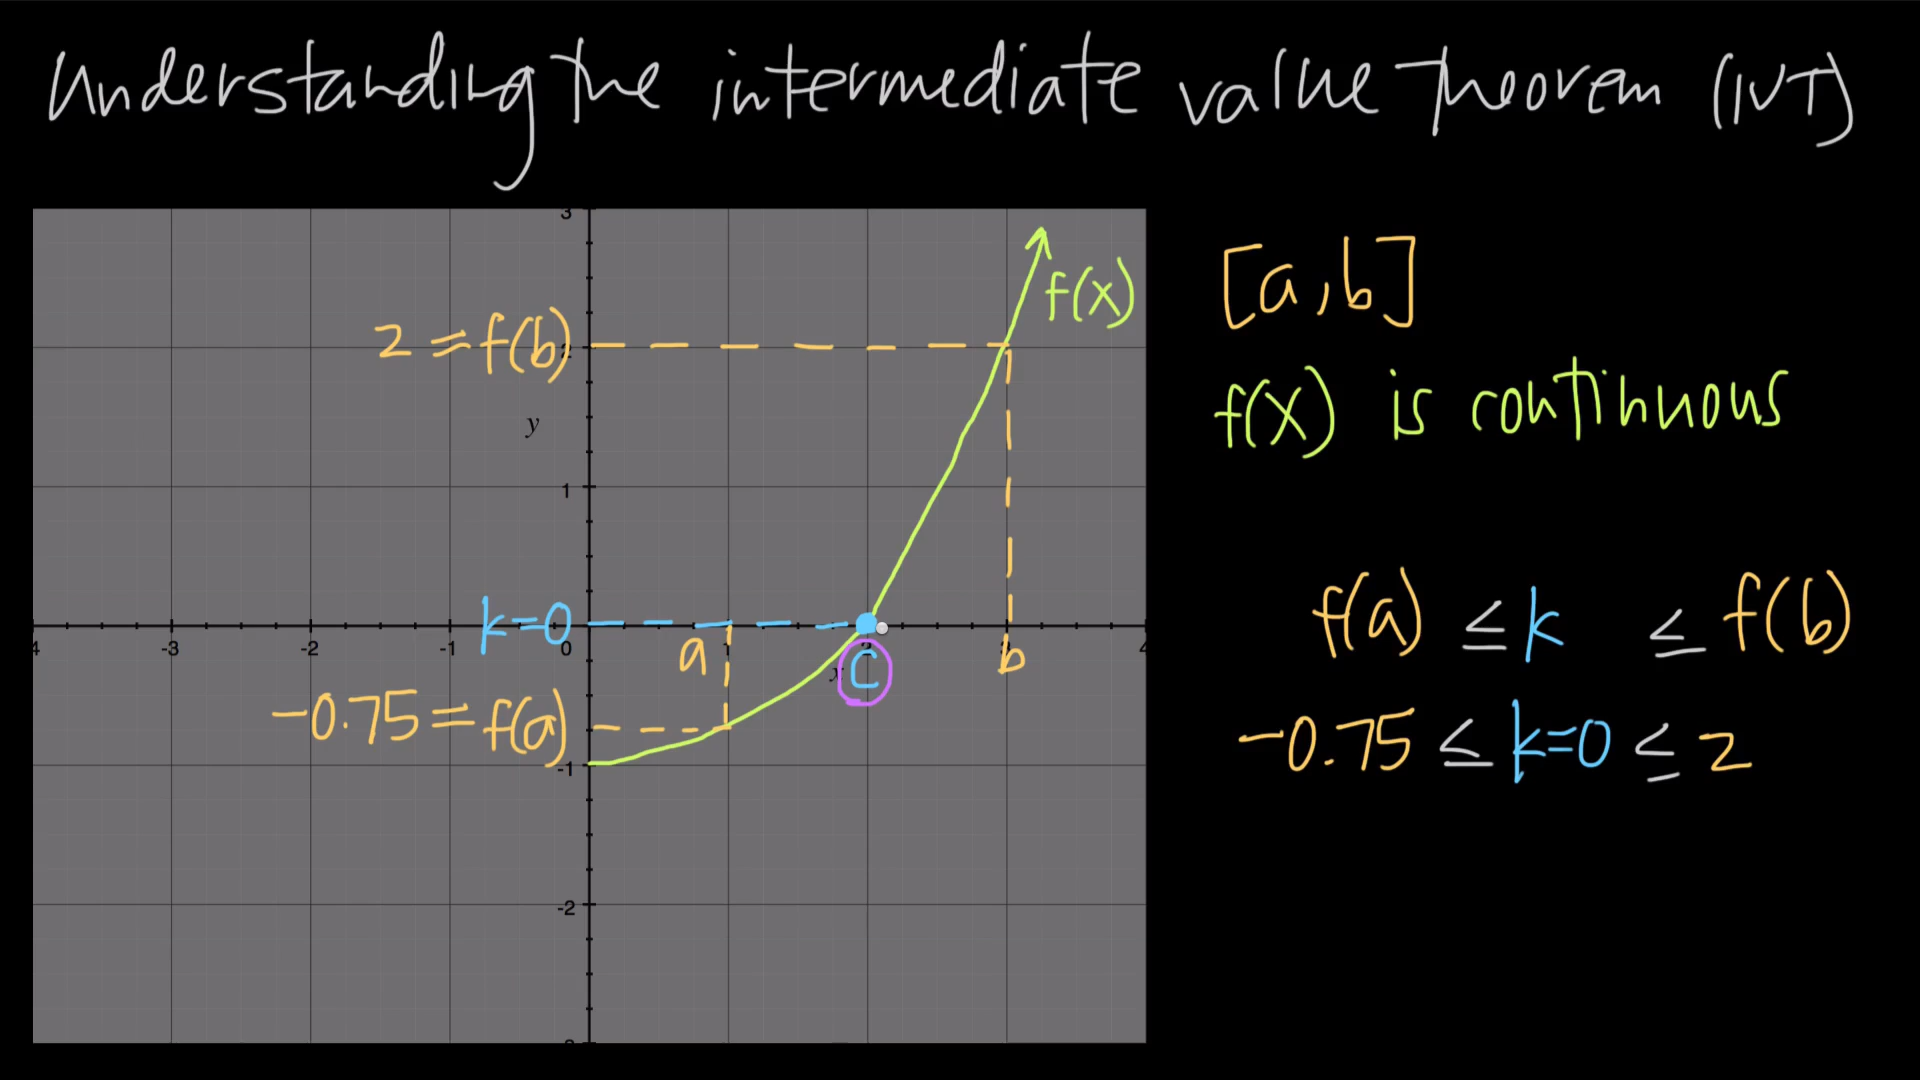 Understanding the intermediate value theorem (IVT)
3
[a,b]
f(x)
2 = f(b)
f(x) is continuous
y
1
f(a) ≤ k ≤ f(b)
k=0
-3 -2 -1 0 a 1 2 b 4
x C
-0.75 = f(a)
-0.75 ≤ k=0 ≤ 2
-1
-2